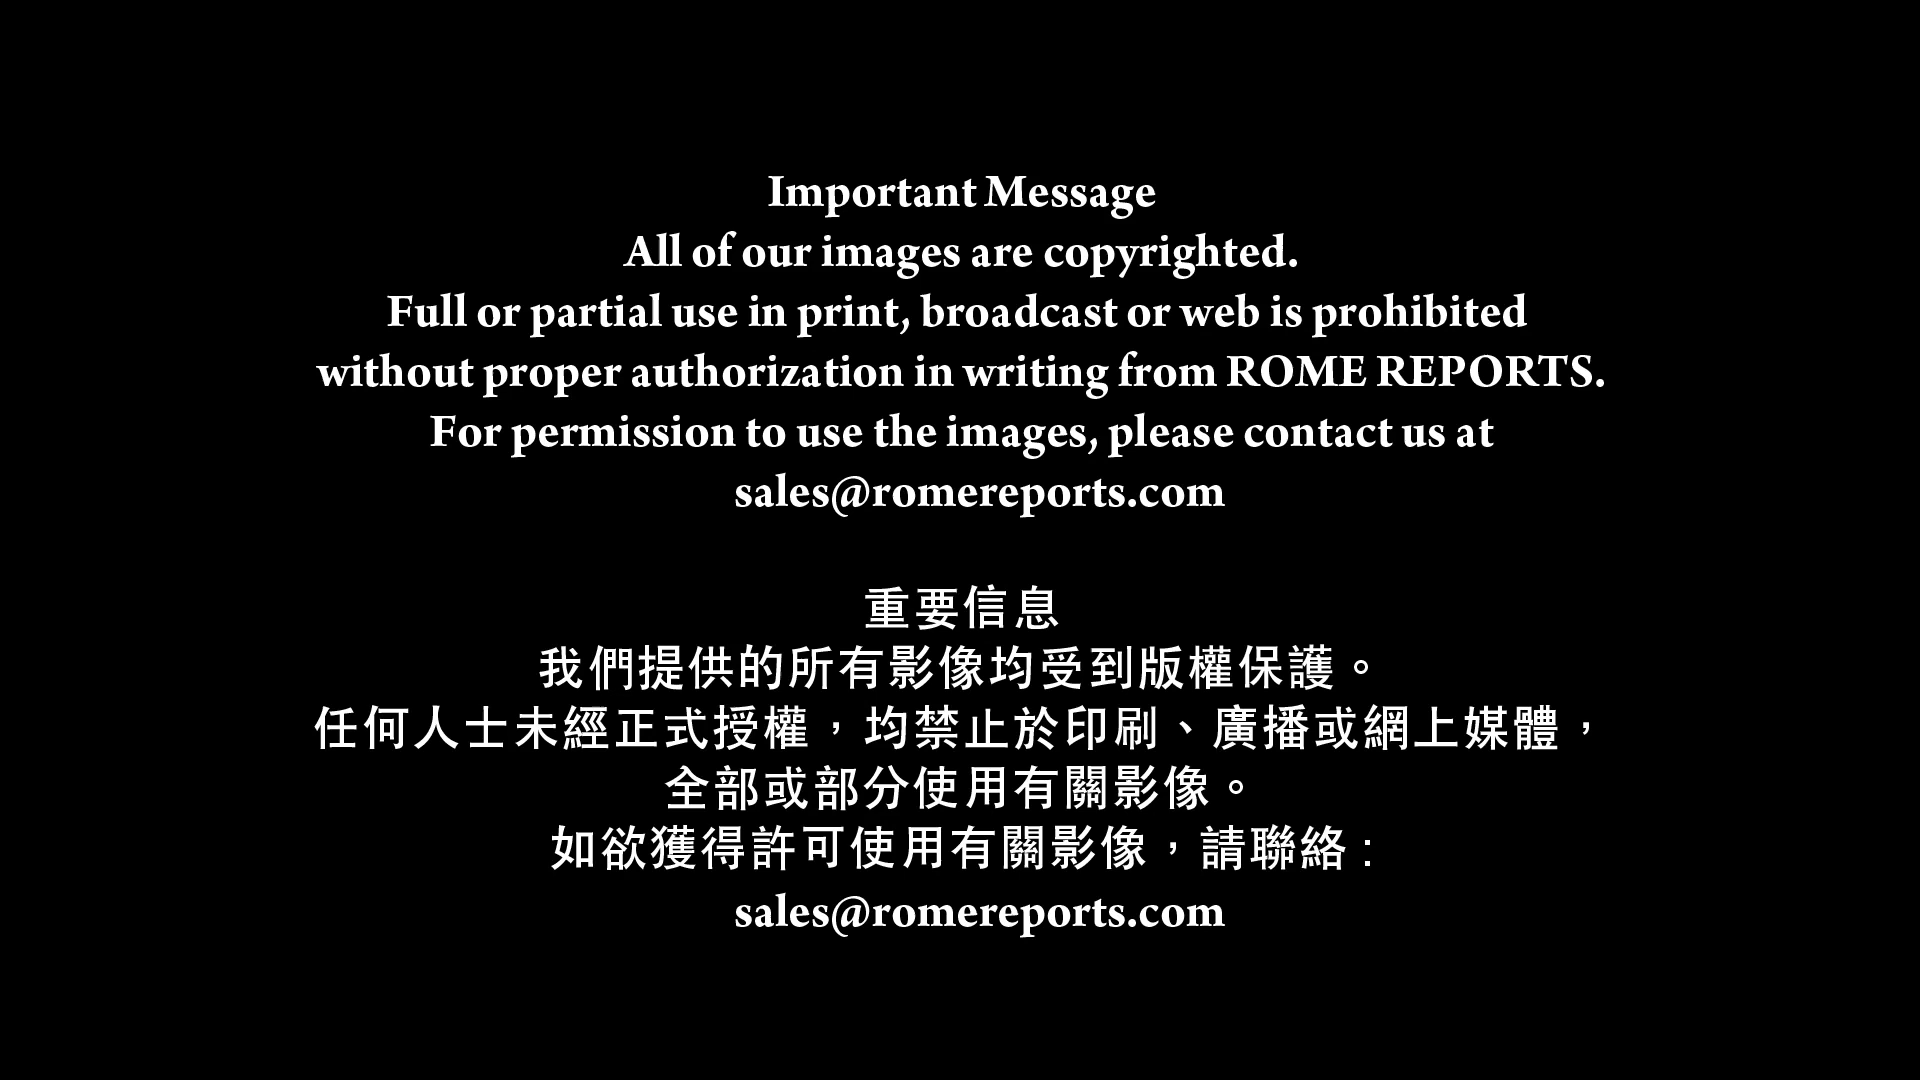 Important Message
All of our images are copyrighted.
Full or partial use in print, broadcast or web is prohibited
without proper authorization in writing from ROME REPORTS.
For permission to use the images, please contact us at
sales@romereports.com
重要信息
我們提供的所有影像均受到版權保護。
任何人士未經正式授權，均禁止於印刷、廣播或網上媒體，
全部或部分使用有關影像。
如欲獲得許可使用有關影像，請聯絡：
sales@romereports.com